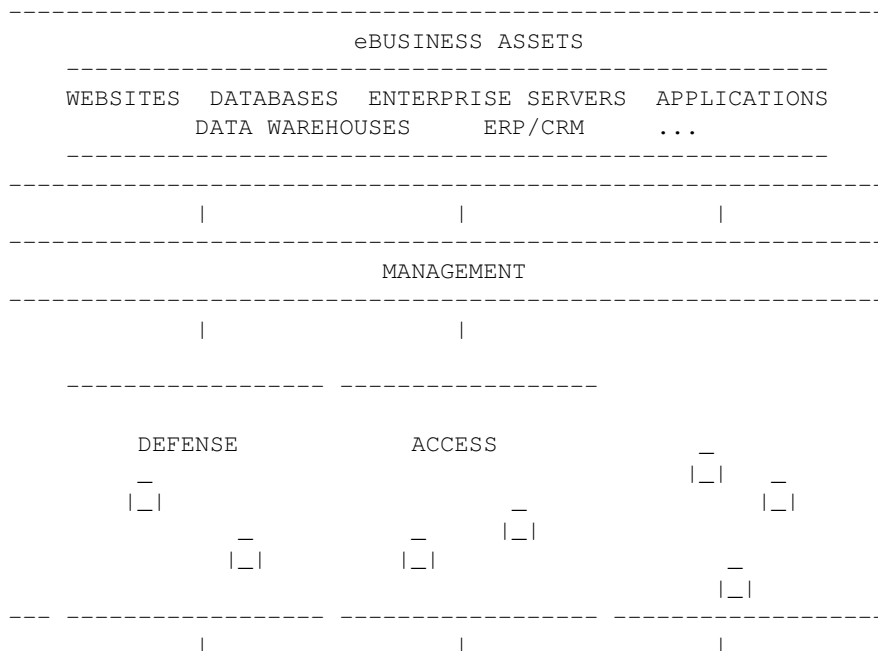 eBUSINESS ASSETS
WEBSITES DATABASES ENTERPRISE SERVERS APPLICATIONS
DATA WAREHOUSES ERP/CRM ...
MANAGEMENT
DEFENSE ACCESS